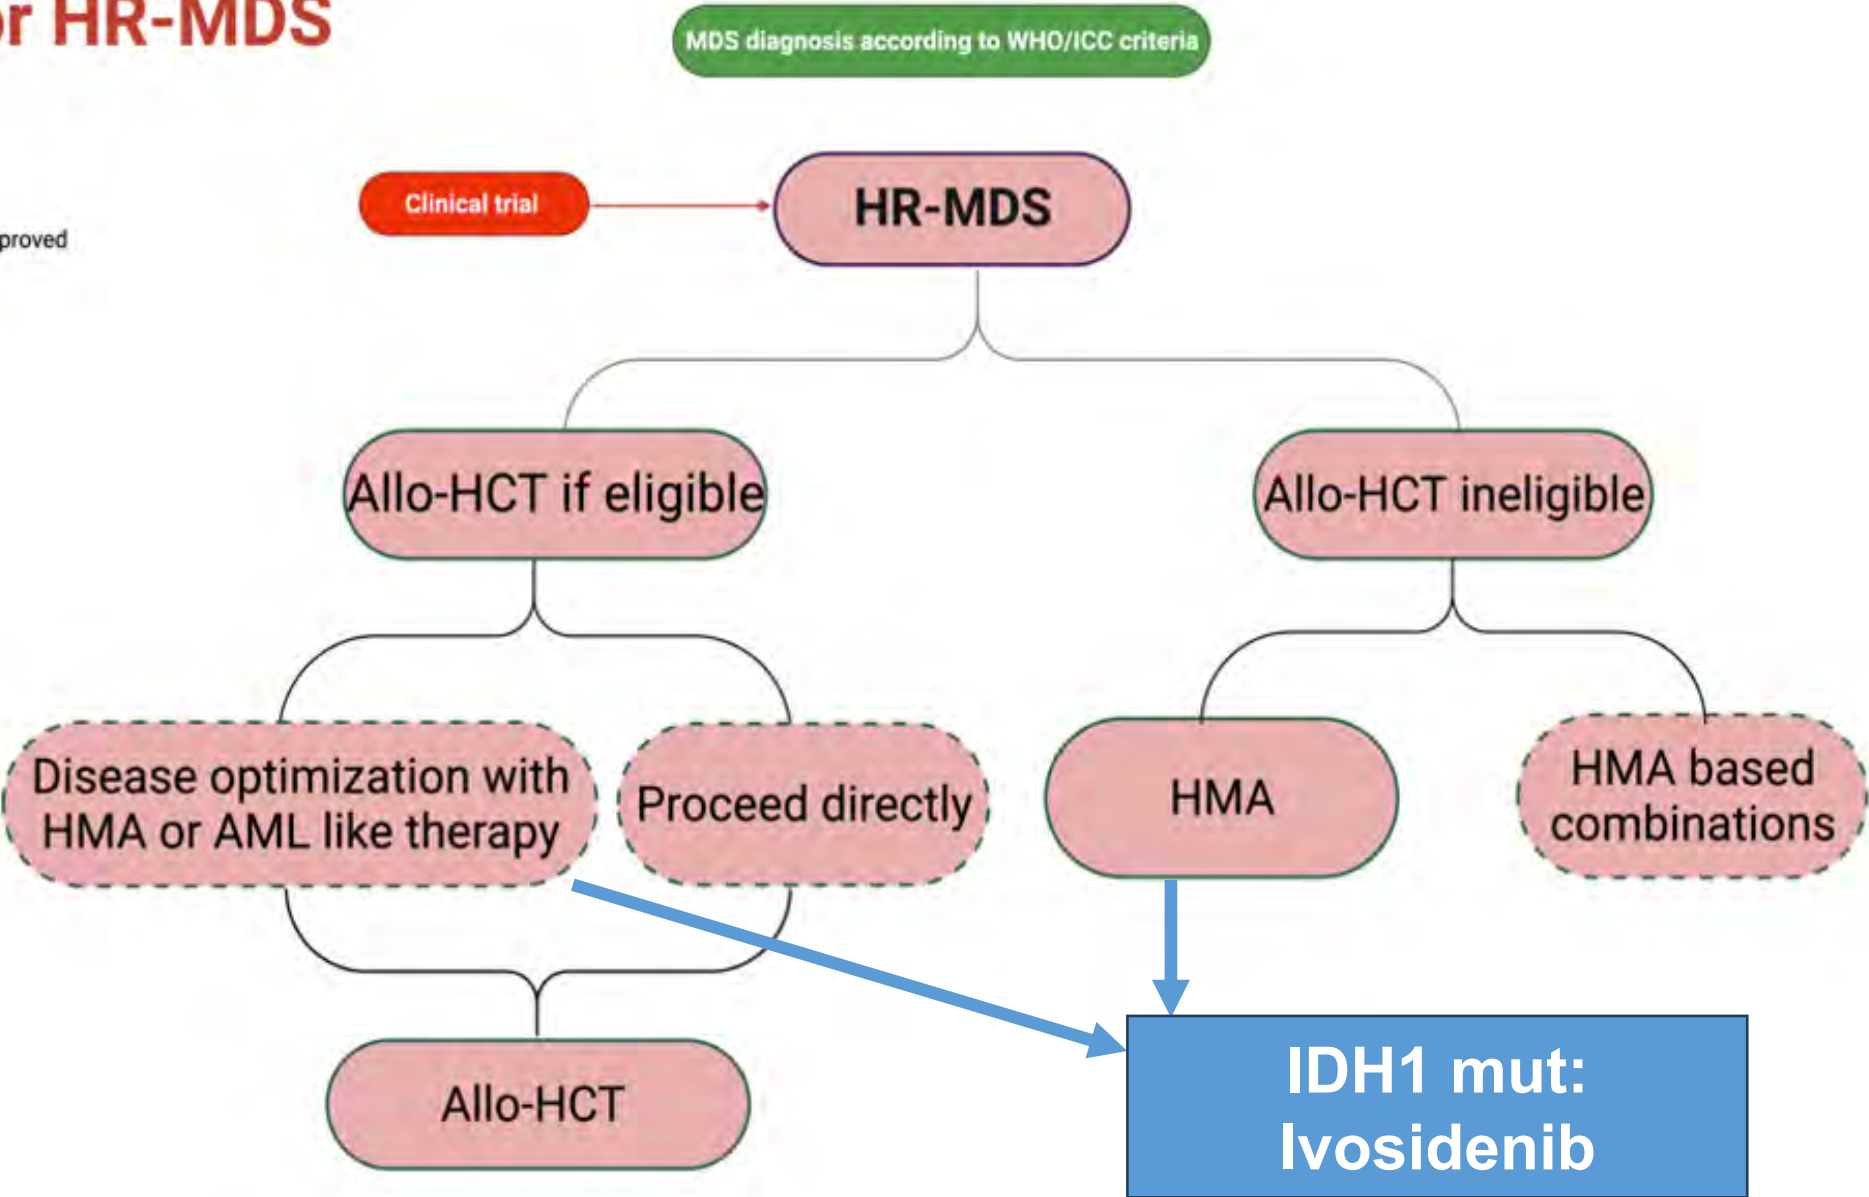 or HR-MDS
MDS diagnosis according to WHO/ICC criteria
Clinical trial
HR-MDS
proved
Allo-HCT if eligible
Allo-HCT ineligible
Disease optimization with
HMA or AML like therapy
Proceed directly
HMA
HMA based
combinations
Allo-HCT
IDH1 mut:
Ivosidenib